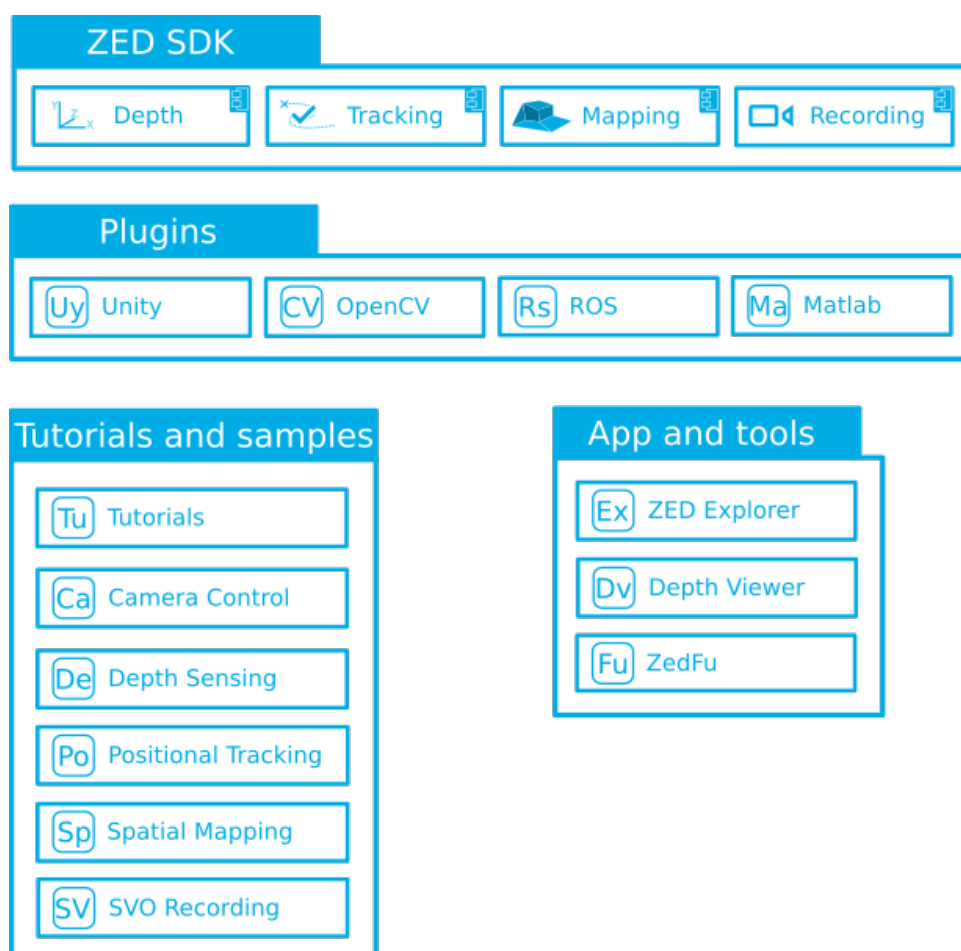 ZED SDK
Y Z X Depth
X Tracking
Mapping
Recording
Plugins
Uy Unity
CV OpenCV
Rs ROS
Ma Matlab
Tutorials and samples
Tu Tutorials
Ca Camera Control
De Depth Sensing
Po Positional Tracking
Sp Spatial Mapping
SV SVO Recording
App and tools
Ex ZED Explorer
Dv Depth Viewer
Fu ZedFu